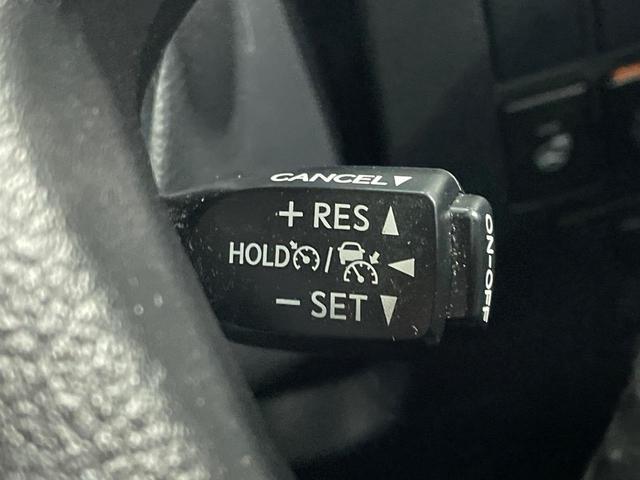 CANCEL▼
+ RES ▲
HOLD / ◀
- SET ▼
ON-OFF